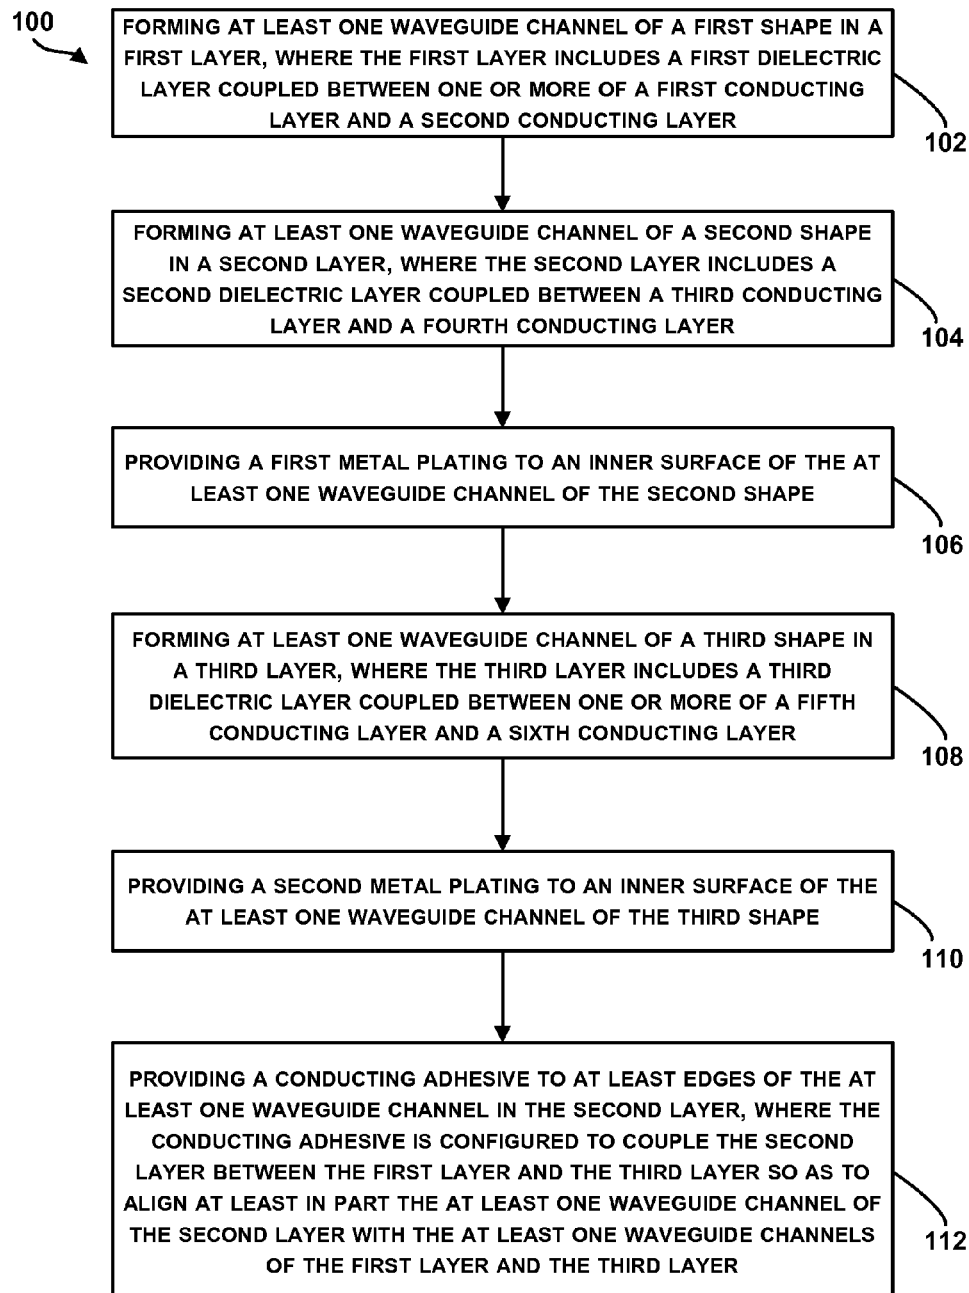 100
FORMING AT LEAST ONE WAVEGUIDE CHANNEL OF A FIRST SHAPE IN A
FIRST LAYER, WHERE THE FIRST LAYER INCLUDES A FIRST DIELECTRIC
LAYER COUPLED BETWEEN ONE OR MORE OF A FIRST CONDUCTING
LAYER AND A SECOND CONDUCTING LAYER
102
FORMING AT LEAST ONE WAVEGUIDE CHANNEL OF A SECOND SHAPE
IN A SECOND LAYER, WHERE THE SECOND LAYER INCLUDES A
SECOND DIELECTRIC LAYER COUPLED BETWEEN A THIRD CONDUCTING
LAYER AND A FOURTH CONDUCTING LAYER
104
PROVIDING A FIRST METAL PLATING TO AN INNER SURFACE OF THE AT
LEAST ONE WAVEGUIDE CHANNEL OF THE SECOND SHAPE
106
FORMING AT LEAST ONE WAVEGUIDE CHANNEL OF A THIRD SHAPE IN
A THIRD LAYER, WHERE THE THIRD LAYER INCLUDES A THIRD
DIELECTRIC LAYER COUPLED BETWEEN ONE OR MORE OF A FIFTH
CONDUCTING LAYER AND A SIXTH CONDUCTING LAYER
108
PROVIDING A SECOND METAL PLATING TO AN INNER SURFACE OF THE
AT LEAST ONE WAVEGUIDE CHANNEL OF THE THIRD SHAPE
110
PROVIDING A CONDUCTING ADHESIVE TO AT LEAST EDGES OF THE AT
LEAST ONE WAVEGUIDE CHANNEL IN THE SECOND LAYER, WHERE THE
CONDUCTING ADHESIVE IS CONFIGURED TO COUPLE THE SECOND
LAYER BETWEEN THE FIRST LAYER AND THE THIRD LAYER SO AS TO
ALIGN AT LEAST IN PART THE AT LEAST ONE WAVEGUIDE CHANNEL OF
THE SECOND LAYER WITH THE AT LEAST ONE WAVEGUIDE CHANNELS
OF THE FIRST LAYER AND THE THIRD LAYER
112